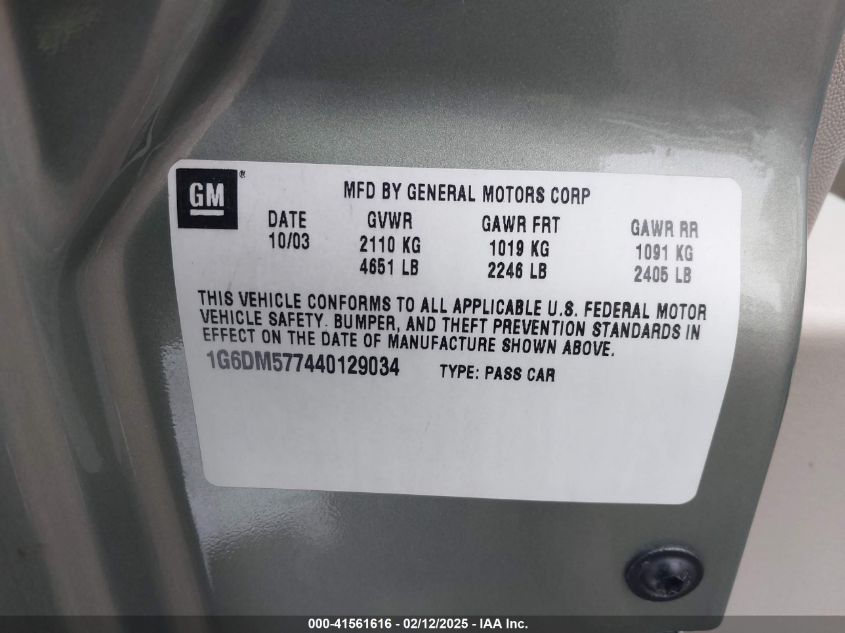 GM®
MFD BY GENERAL MOTORS CORP
DATE GVWR GAWR FRT GAWR RR
10/03 2110 KG 1019 KG 1091 KG
4651 LB 2246 LB 2405 LB
THIS VEHICLE CONFORMS TO ALL APPLICABLE U.S. FEDERAL MOTOR
VEHICLE SAFETY. BUMPER, AND THEFT PREVENTION STANDARDS IN
EFFECT ON THE DATE OF MANUFACTURE SHOWN ABOVE.
1G6DM577440129034 TYPE: PASS CAR
000-41561616 - 02/12/2025 - IAA Inc.